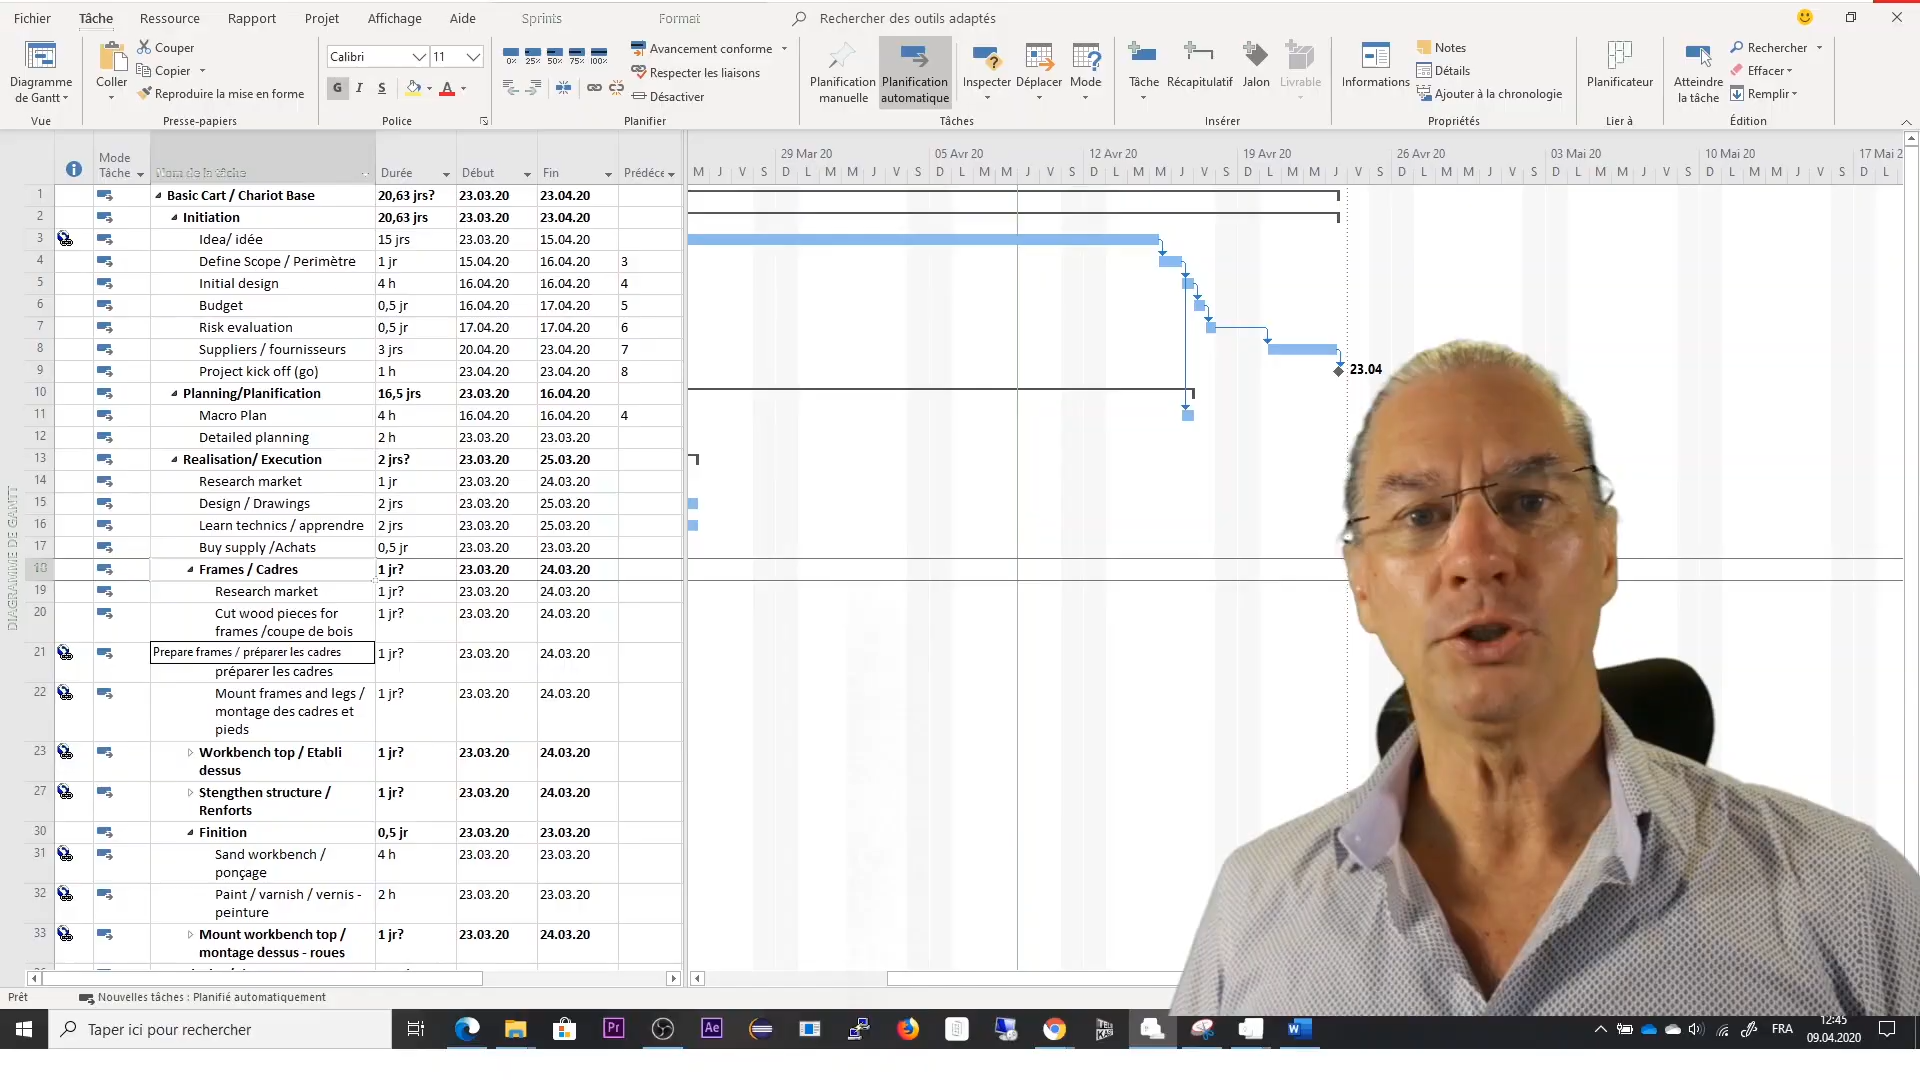 Fichier Tâche Ressource Rapport Projet Affichage Aide Sprints Format Rechercher des outils adaptés
Diagramme de Gantt
Vue
Coller
Couper
Copier
Reproduire la mise en forme
Presse-papiers
Calibri 11
G I S
Police
0% 25% 50% 75% 100%
Avancement conforme
Respecter les liaisons
Désactiver
Planifier
Planification manuelle
Planification automatique
Inspecter
Déplacer
Mode
Tâches
Tâche
Récapitulatif
Jalon
Livrable
Insérer
Informations
Notes
Détails
Ajouter à la chronologie
Propriétés
Planificateur
Lier à
Atteindre la tâche
Rechercher
Effacer
Remplir
Édition
DIAGRAMME DE GANTT
Mode Tâche Nom de la tâche Durée Début Fin Prédéce
29 Mar 20 05 Avr 20 12 Avr 20 19 Avr 20 26 Avr 20 03 Mai 20 10 Mai 20 17 Mai 2
M J V S D L M M J V S D L M M J V S D L M M J V S D L M M J V S D L M M J V S D L M M J V S D L M M J V S D L
1 Basic Cart / Chariot Base 20,63 jrs? 23.03.20 23.04.20
2 Initiation 20,63 jrs 23.03.20 23.04.20
3 Idea/ idée 15 jrs 23.03.20 15.04.20
4 Define Scope / Perimètre 1 jr 15.04.20 16.04.20 3
5 Initial design 4 h 16.04.20 16.04.20 4
6 Budget 0,5 jr 16.04.20 17.04.20 5
7 Risk evaluation 0,5 jr 17.04.20 17.04.20 6
8 Suppliers / fournisseurs 3 jrs 20.04.20 23.04.20 7
9 Project kick off (go) 1 h 23.04.20 23.04.20 8
23.04
10 Planning/Planification 16,5 jrs 23.03.20 16.04.20
11 Macro Plan 4 h 16.04.20 16.04.20 4
12 Detailed planning 2 h 23.03.20 23.03.20
13 Realisation/ Execution 2 jrs? 23.03.20 25.03.20
14 Research market 1 jr 23.03.20 24.03.20
15 Design / Drawings 2 jrs 23.03.20 25.03.20
16 Learn technics / apprendre 2 jrs 23.03.20 25.03.20
17 Buy supply /Achats 0,5 jr 23.03.20 23.03.20
18 Frames / Cadres 1 jr? 23.03.20 24.03.20
19 Research market 1 jr? 23.03.20 24.03.20
20 Cut wood pieces for 1 jr? 23.03.20 24.03.20
frames /coupe de bois
21 Prepare frames / préparer les cadres 1 jr? 23.03.20 24.03.20
préparer les cadres
22 Mount frames and legs / 1 jr? 23.03.20 24.03.20
montage des cadres et
pieds
23 Workbench top / Etabli 1 jr? 23.03.20 24.03.20
dessus
27 Stengthen structure / 1 jr? 23.03.20 24.03.20
Renforts
30 Finition 0,5 jr 23.03.20 23.03.20
31 Sand workbench / 4 h 23.03.20 23.03.20
ponçage
32 Paint / varnish / vernis - 2 h 23.03.20 23.03.20
peinture
33 Mount workbench top / 1 jr? 23.03.20 24.03.20
montage dessus - roues
Prêt Nouvelles tâches : Planifié automatiquement
Taper ici pour rechercher
Pr Ae W
FRA
12:45
09.04.2020